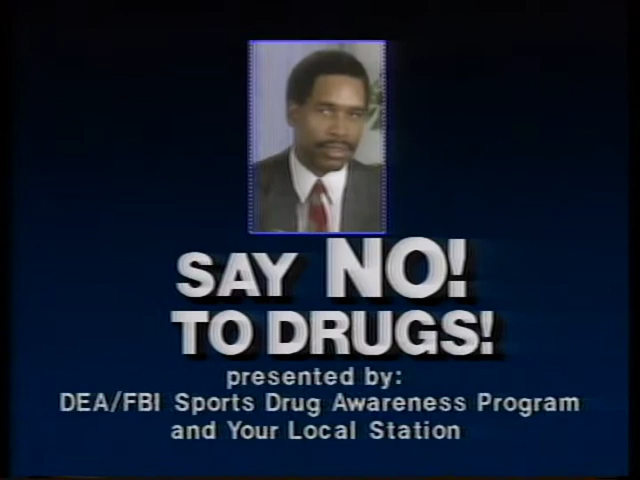 SAY NO!
TO DRUGS!
presented by:
DEA/FBI Sports Drug Awareness Program
and Your Local Station